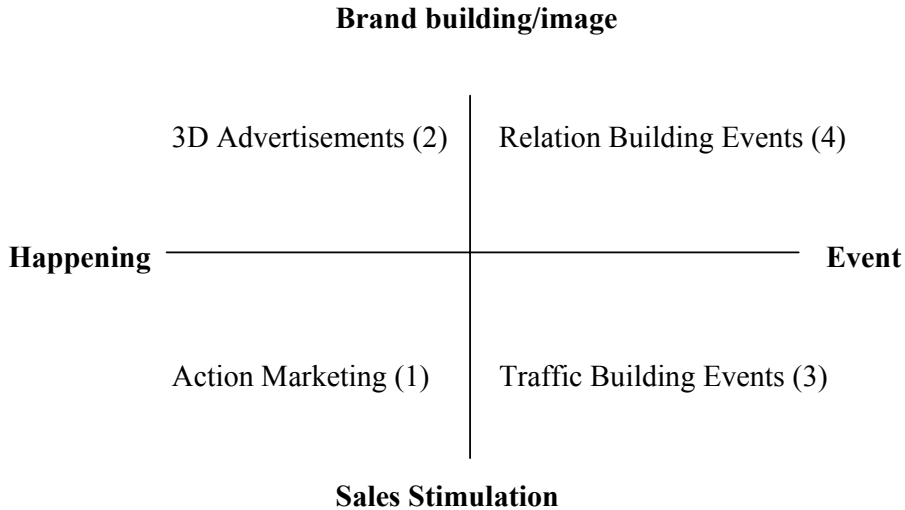 Brand building/image
3D Advertisements (2) Relation Building Events (4)
Happening Event
Action Marketing (1) Traffic Building Events (3)
Sales Stimulation